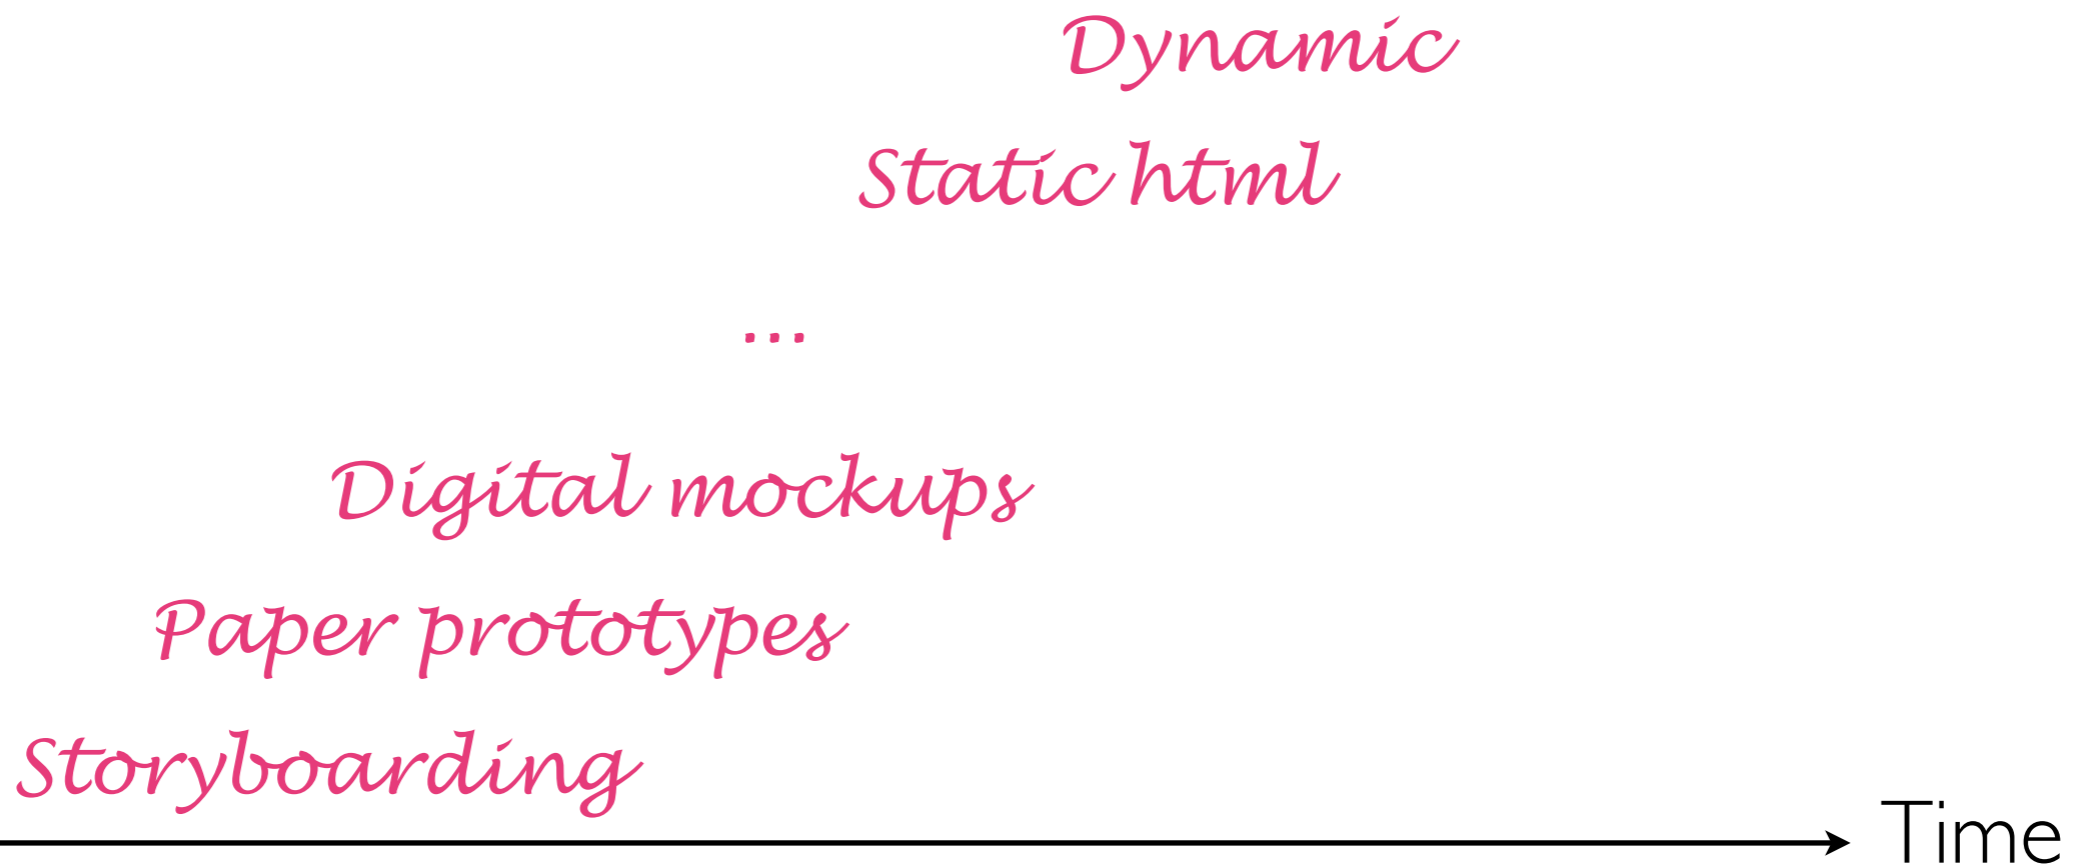 Dynamic
Static html
...
Digital mockups
Paper prototypes
Storyboarding
Time